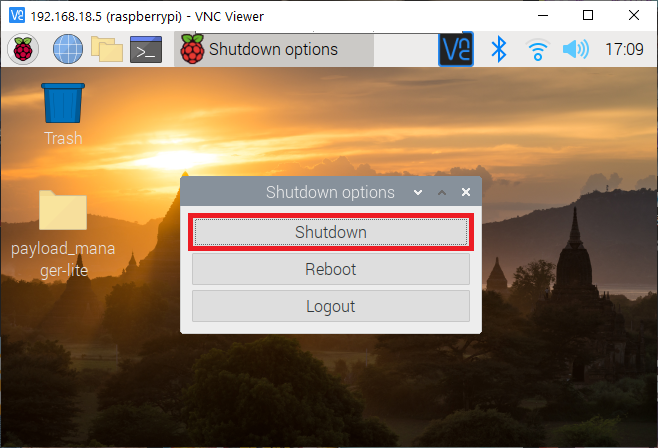 192.168.18.5 (raspberrypi) - VNC Viewer
Shutdown options
17:09
Trash
payload_mana
ger-lite
Shutdown options
Shutdown
Reboot
Logout